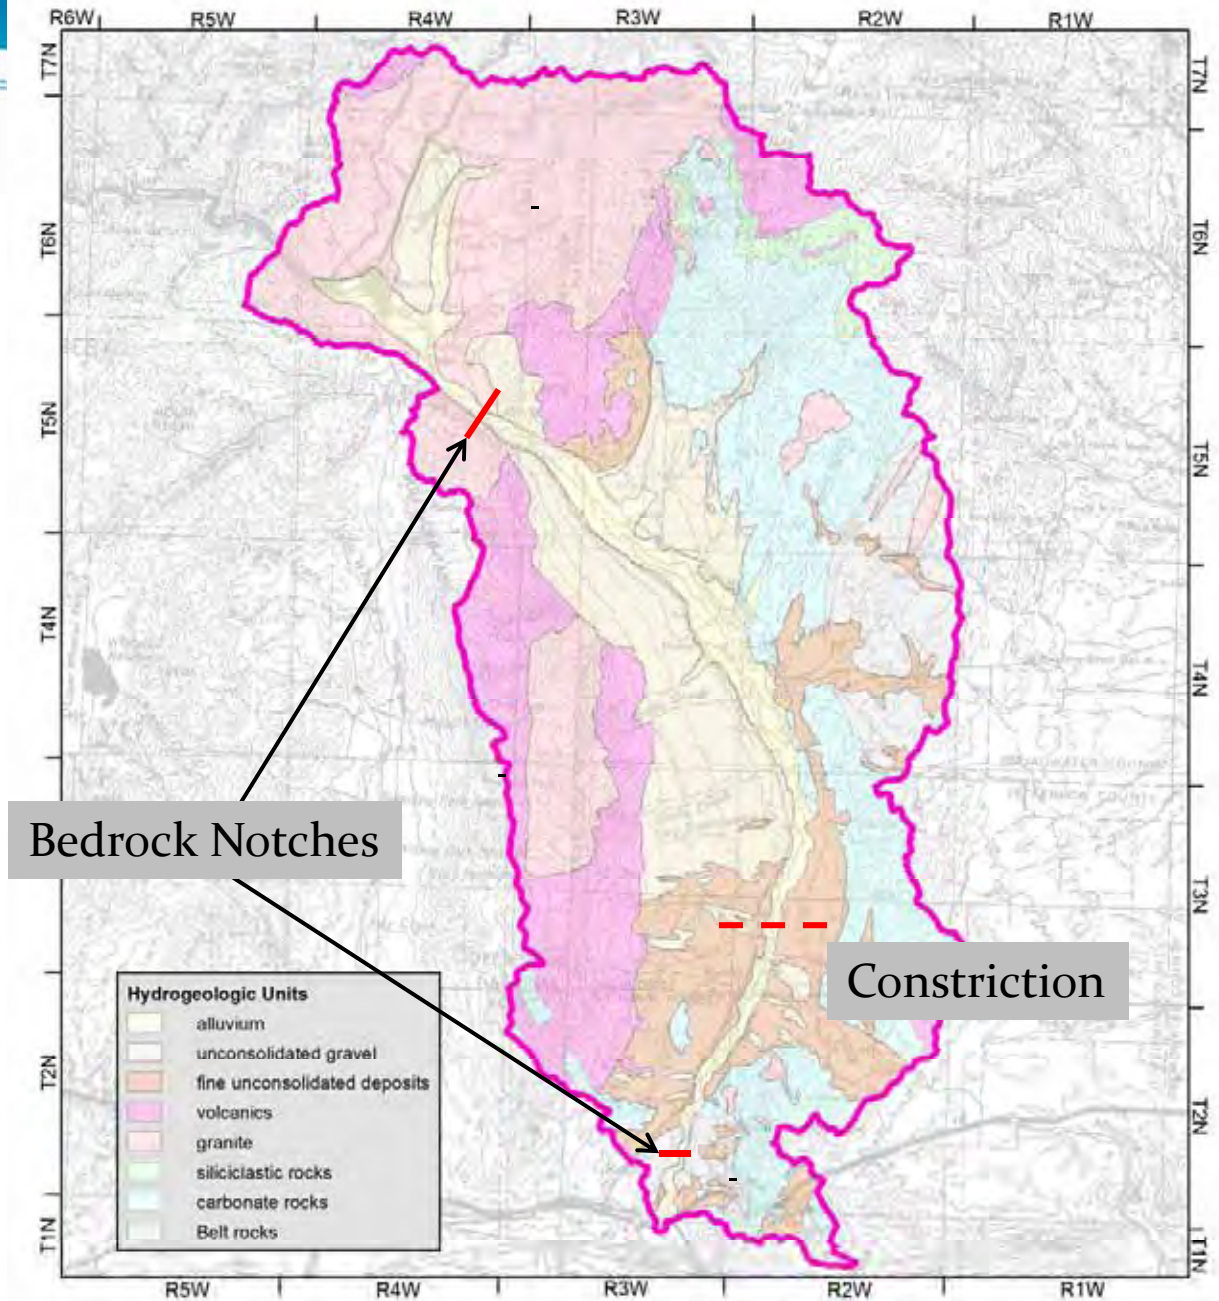 R6W R5W R4W R3W R2W R1W
T7N T7N
T6N T6N
T5N T5N
T4N T4N
Bedrock Notches
T3N
Constriction
Hydrogeologic Units
alluvium
unconsolidated gravel
fine unconsolidated deposits
volcanics
granite
siliciclastic rocks
carbonate rocks
Belt rocks
T2N T2N
T1N T1N
R5W R4W R3W R2W R1W